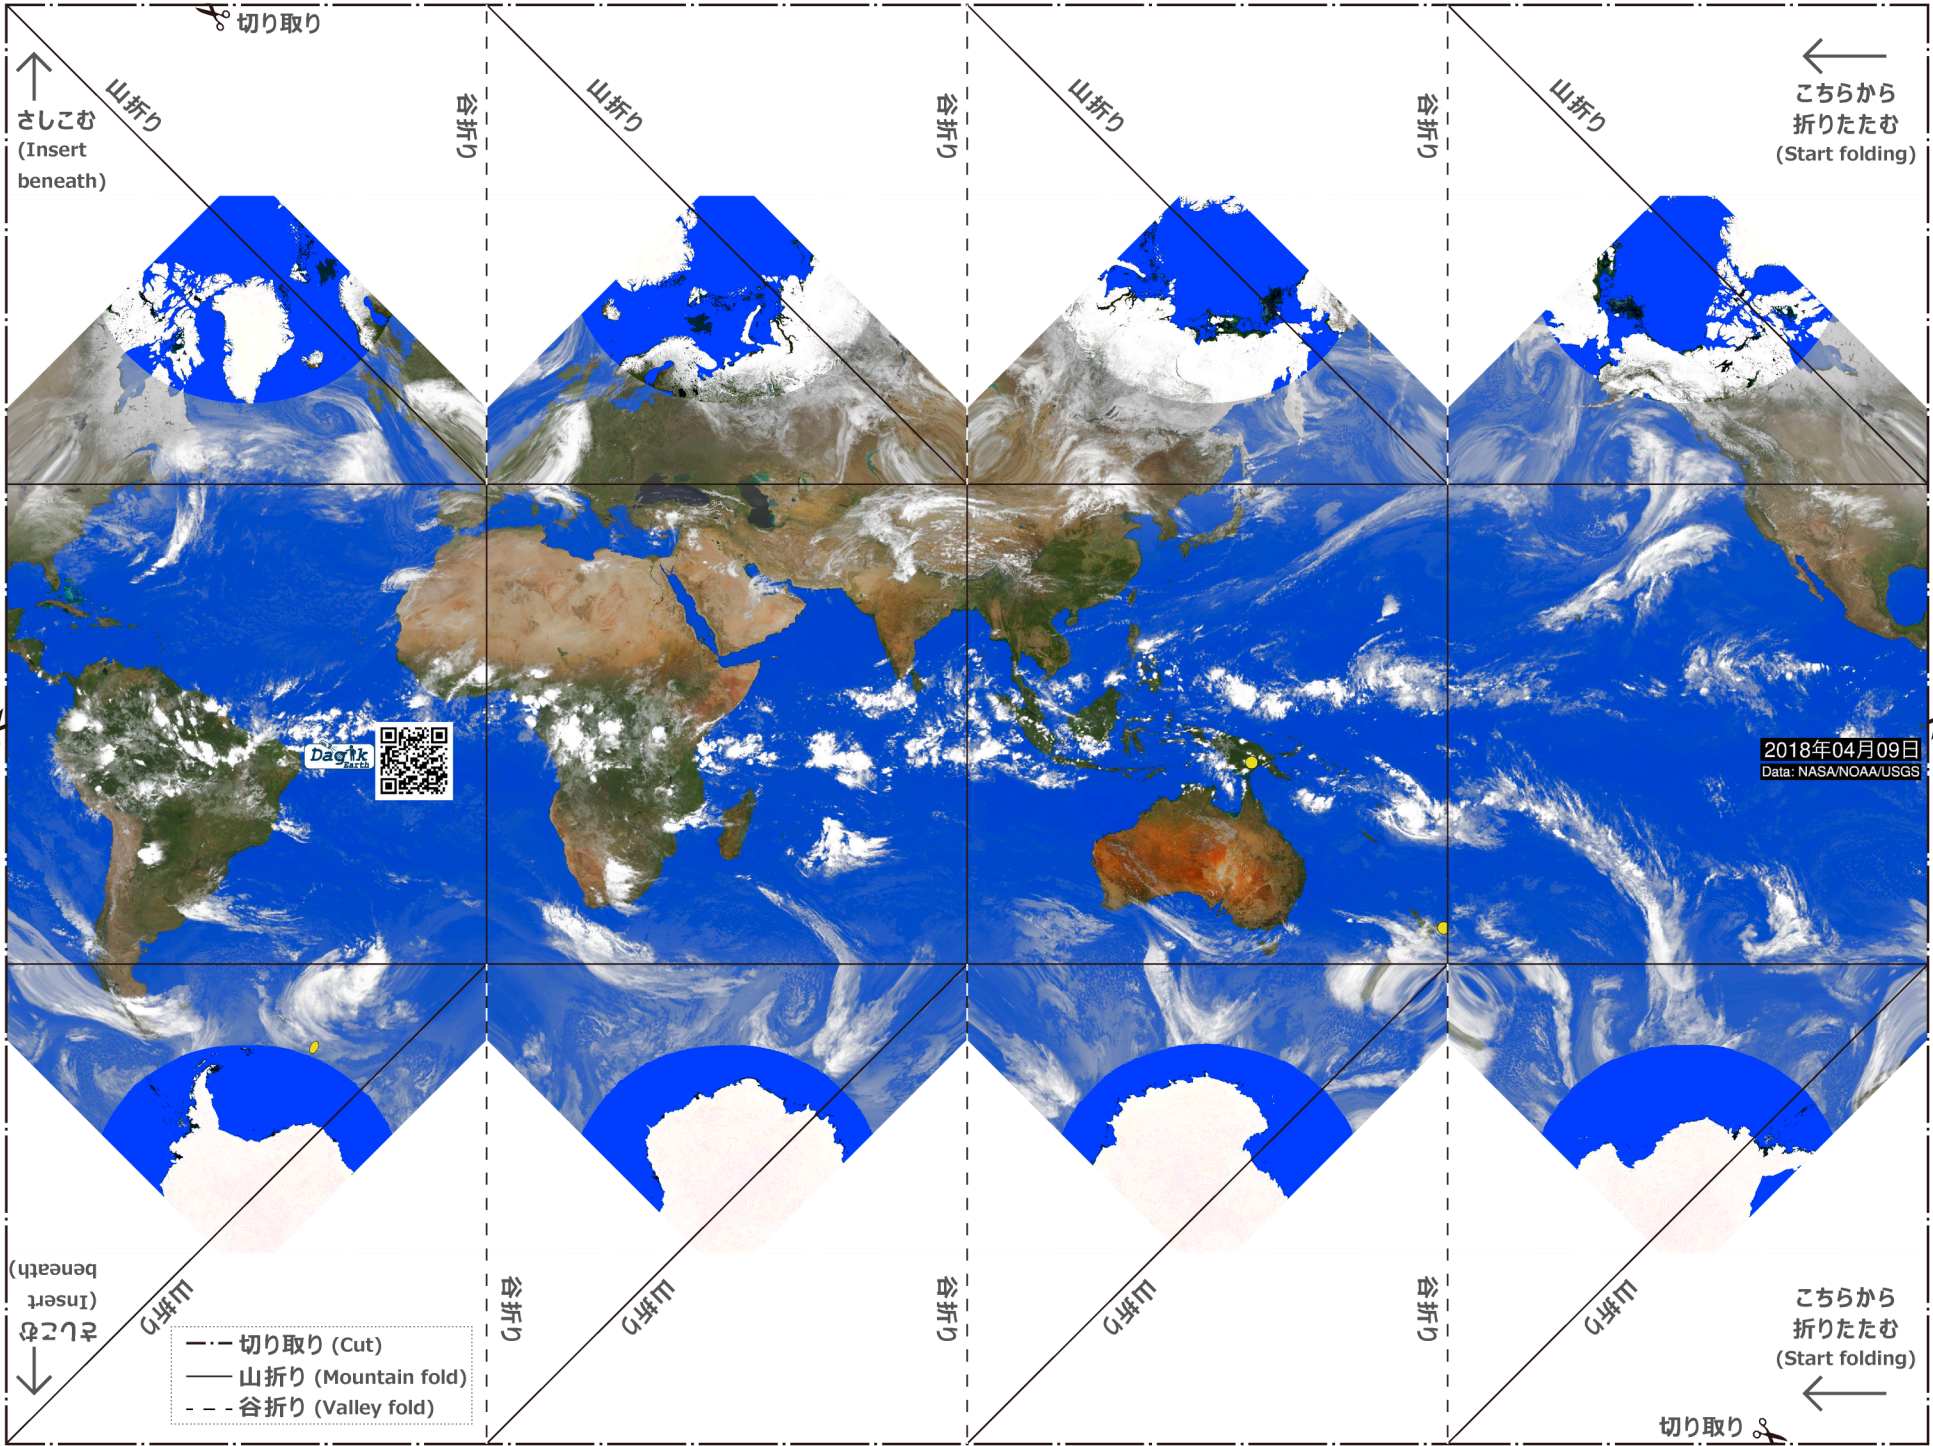 切り取り
山折り
谷折り
山折り
谷折り
山折り
谷折り
山折り
さしこむ
(Insert
beneath)
こちらから
折りたたむ
(Start folding)
Dagik
Earth
2018年04月09日
Data: NASA/NOAA/USGS
さしこむ
(Insert
beneath)
山折り
谷折り
山折り
谷折り
山折り
谷折り
山折り
こちらから
折りたたむ
(Start folding)
切り取り (Cut)
山折り (Mountain fold)
谷折り (Valley fold)
切り取り